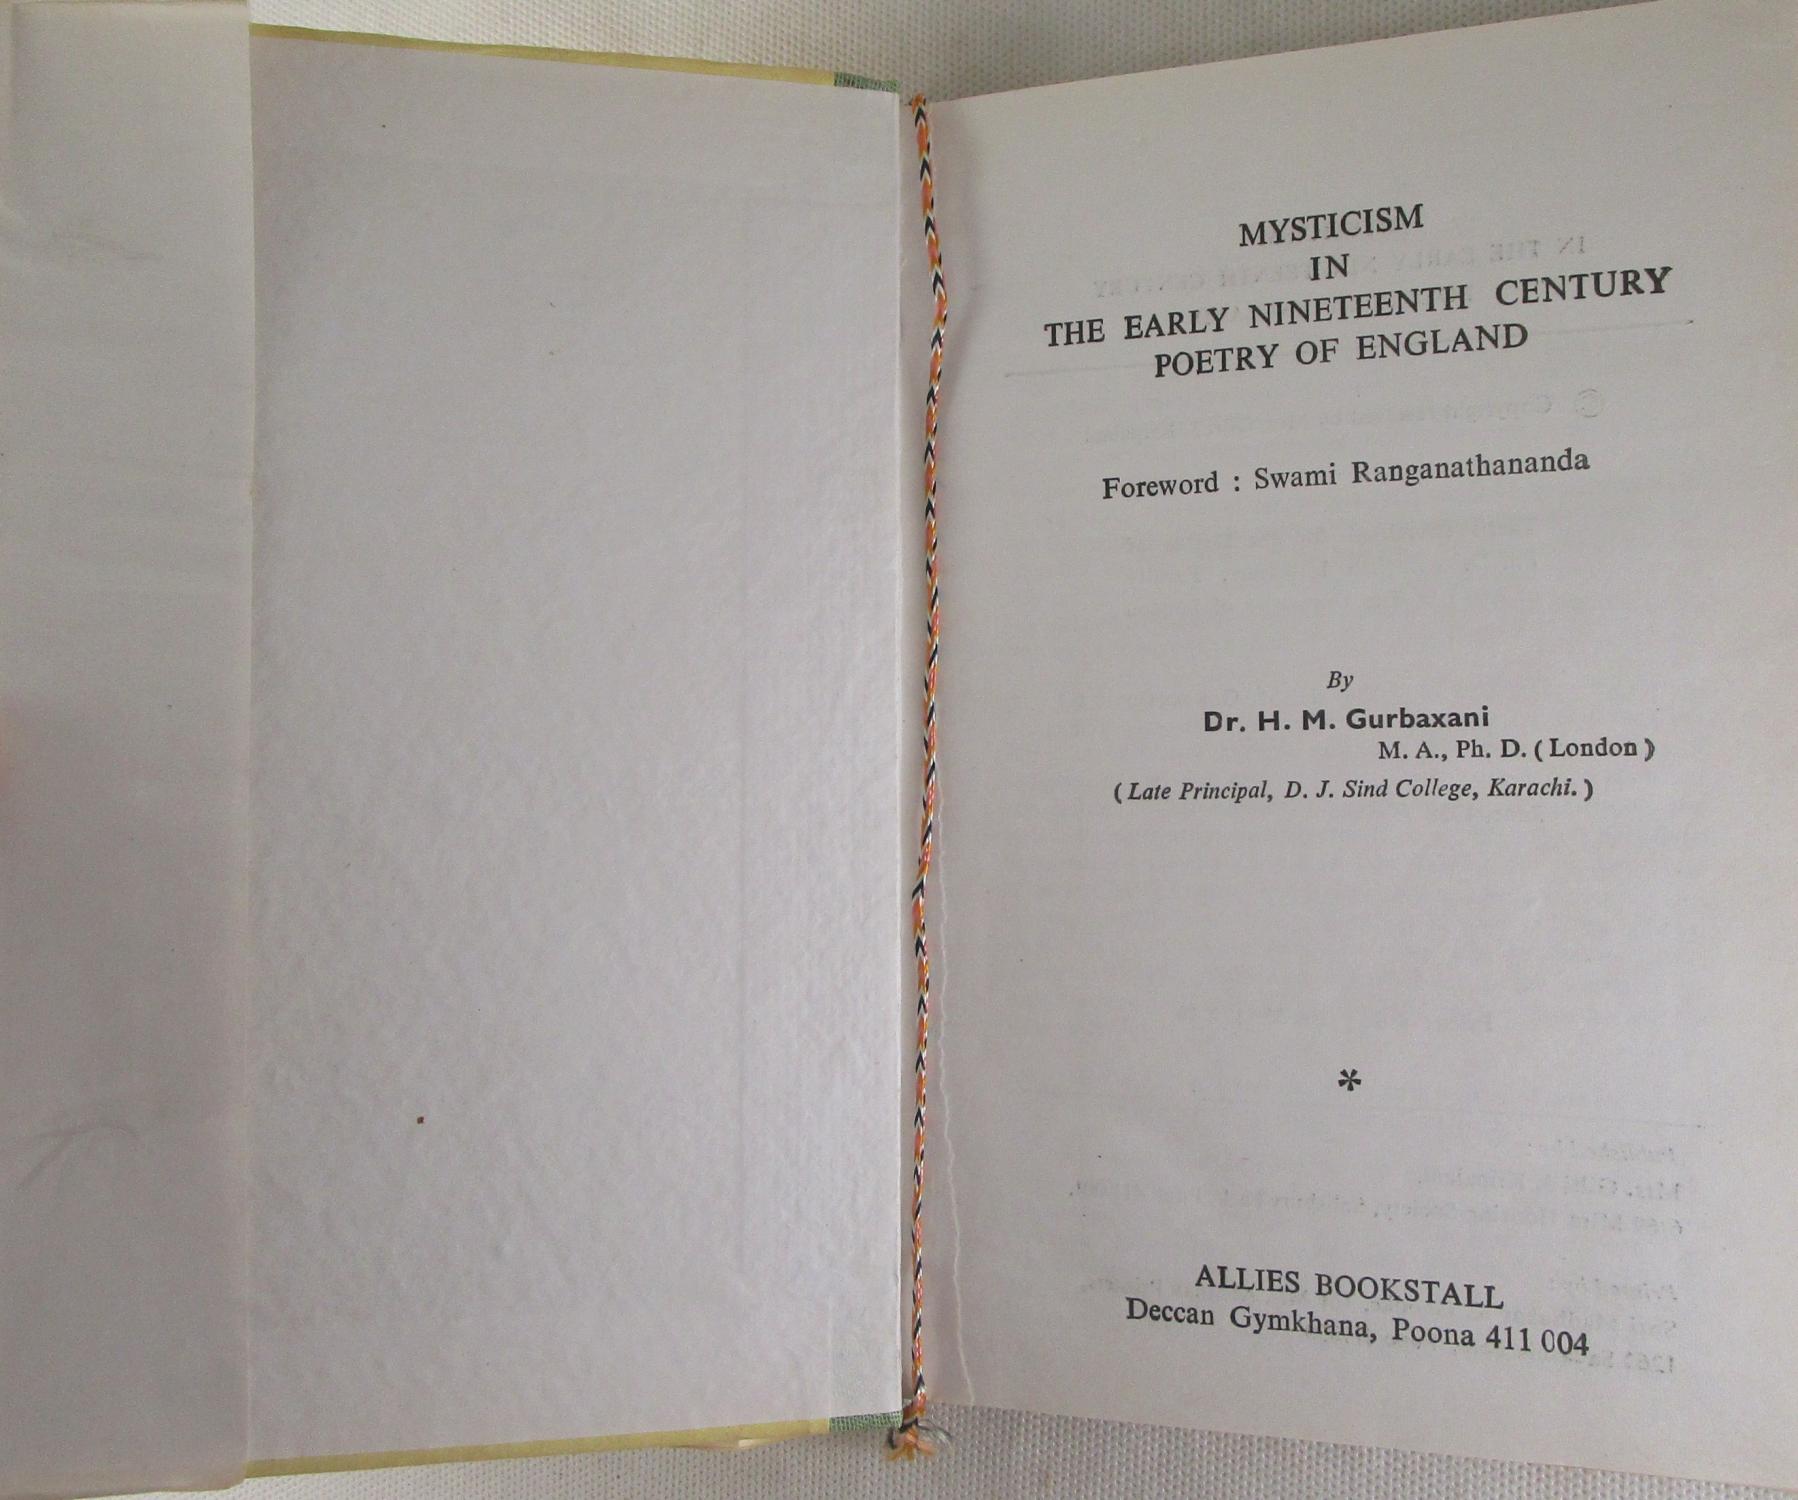 MYSTICISM
IN
THE EARLY NINETEENTH CENTURY
POETRY OF ENGLAND
Foreword : Swami Ranganathananda
By
Dr. H. M. Gurbaxani
M. A., Ph. D. ( London )
( Late Principal, D. J. Sind College, Karachi. )
*
ALLIES BOOKSTALL
Deccan Gymkhana, Poona 411 004